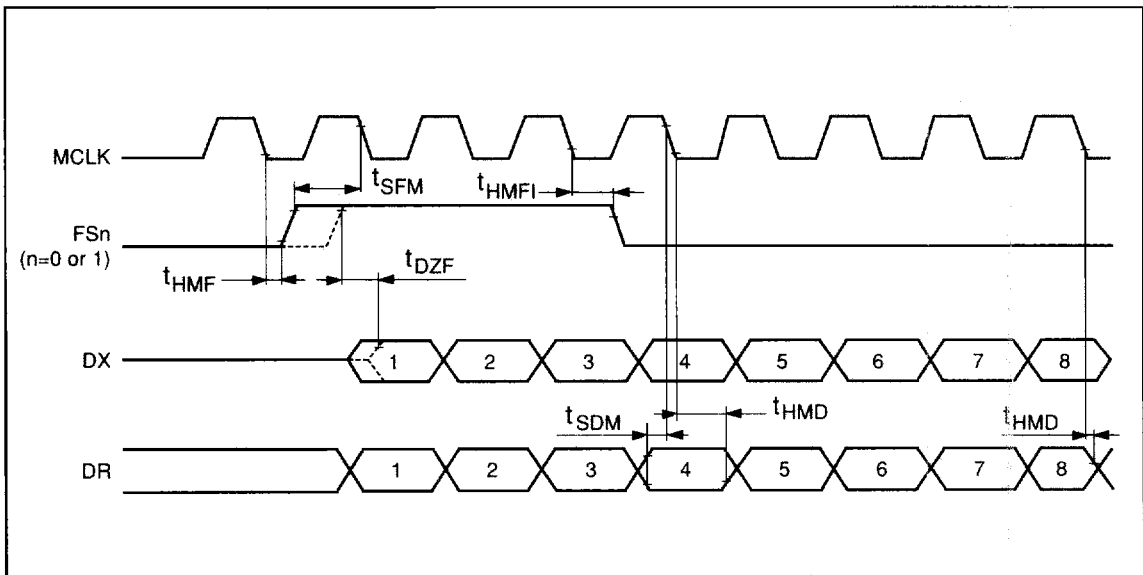 MCLK
tSFM
tHMFI
FSn
(n=0 or 1)
tHMF
tDZF
DX
1 2 3 4 5 6 7 8
tSDM
tHMD
tHMD
DR
1 2 3 4 5 6 7 8